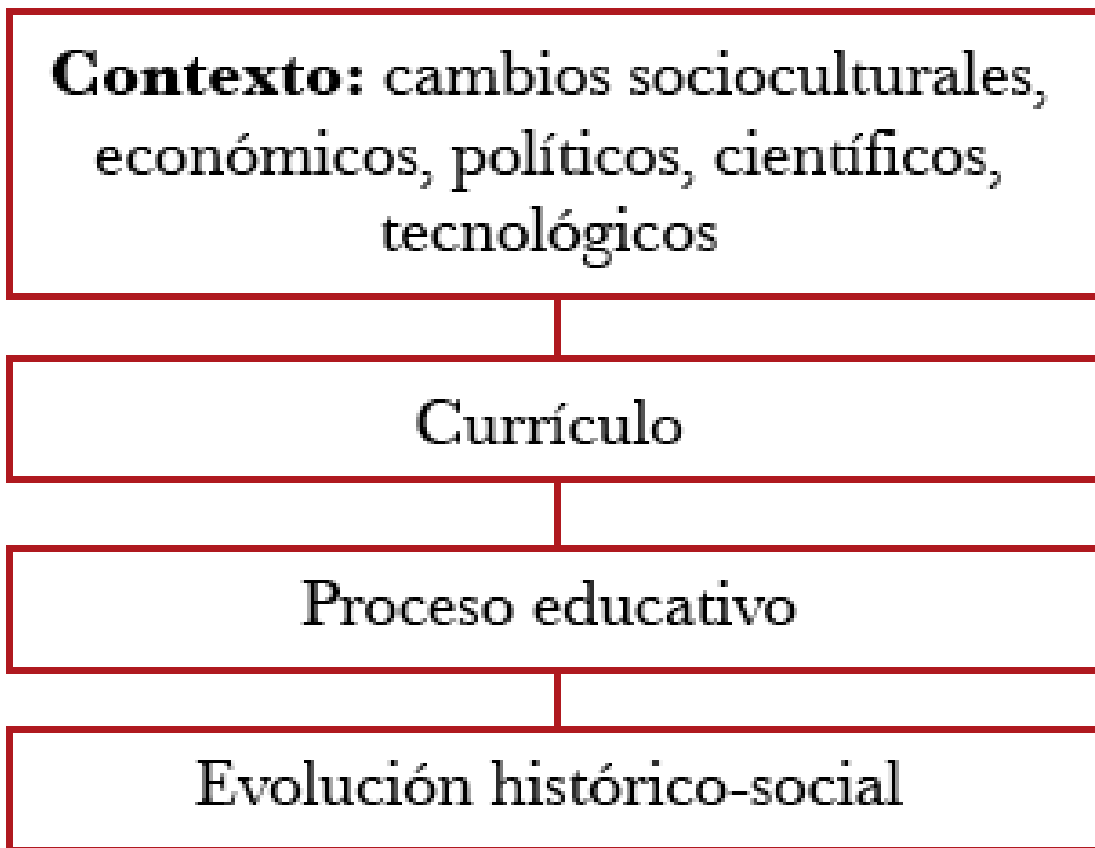 Contexto: cambios socioculturales,
económicos, políticos, científicos,
tecnológicos
Currículo
Proceso educativo
Evolución histórico-social